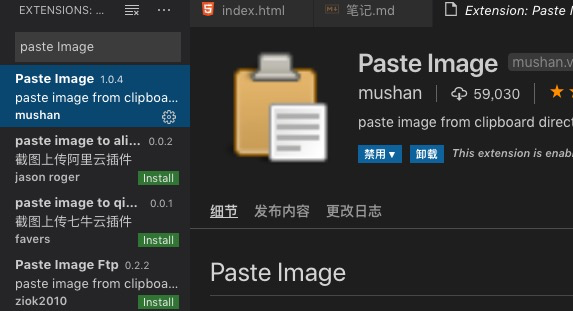 EXTENSIONS: ...
paste Image
Paste Image 1.0.4
paste image from clipboa...
mushan
paste image to ali... 0.0.2
截图上传阿里云插件
jason roger Install
paste image to qi... 0.0.1
截图上传七牛云插件
favers Install
Paste Image Ftp 0.2.2
paste image from clipboa...
ziok2010 Install
index.html 笔记.md Extension: Paste
Paste Image mushan.v
mushan 59,030
paste image from clipboard direct
禁用 卸载 This extension is enab
细节 发布内容 更改日志
Paste Image